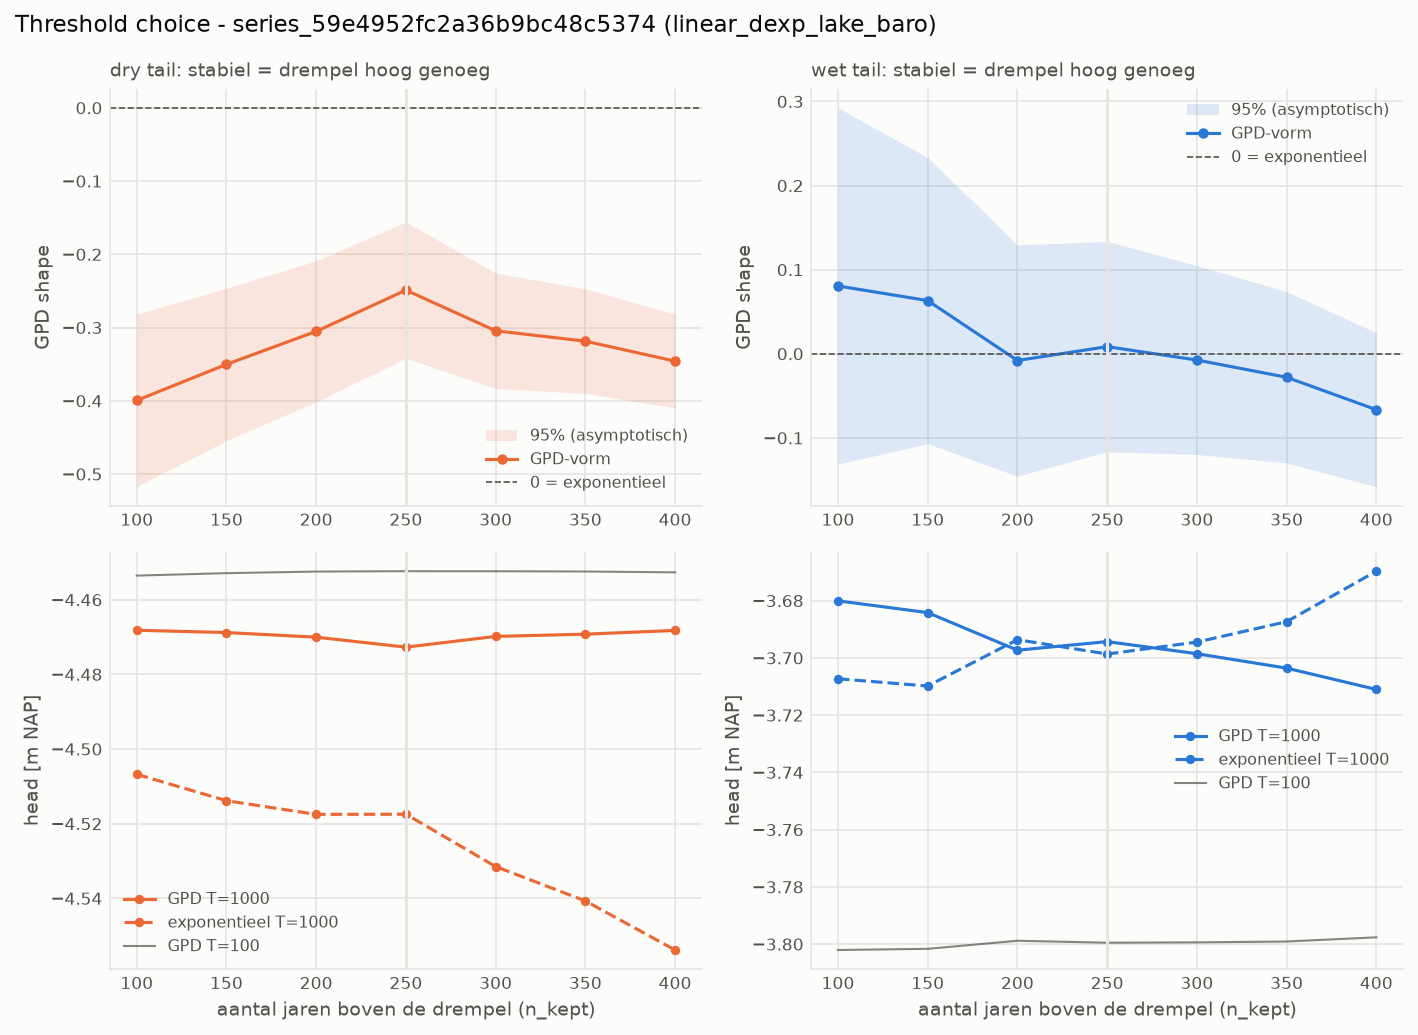 Threshold choice - series_59e4952fc2a36b9bc48c5374 (linear_dexp_lake_baro)
dry tail: stabiel = drempel hoog genoeg
GPD shape
0.0
−0.1
−0.2
−0.3
−0.4
−0.5
95% (asymptotisch)
GPD-vorm
0 = exponentieel
100 150 200 250 300 350 400
wet tail: stabiel = drempel hoog genoeg
GPD shape
0.3
0.2
0.1
0.0
−0.1
95% (asymptotisch)
GPD-vorm
0 = exponentieel
100 150 200 250 300 350 400
head [m NAP]
−4.46
−4.48
−4.50
−4.52
−4.54
GPD T=1000
exponentieel T=1000
GPD T=100
100 150 200 250 300 350 400
aantal jaren boven de drempel (n_kept)
head [m NAP]
−3.68
−3.70
−3.72
−3.74
−3.76
−3.78
−3.80
GPD T=1000
exponentieel T=1000
GPD T=100
100 150 200 250 300 350 400
aantal jaren boven de drempel (n_kept)